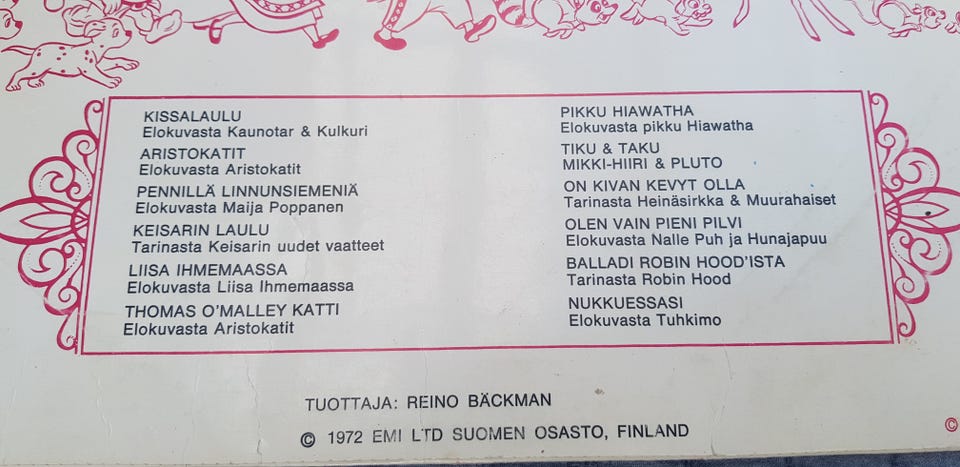 KISSALAULU
Elokuvasta Kaunotar & Kulkuri
ARISTOKATIT
Elokuvasta Aristokatit
PENNILLÄ LINNUNSIEMENIÄ
Elokuvasta Maija Poppanen
KEISARIN LAULU
Tarinasta Keisarin uudet vaatteet
LIISA IHMEMAASSA
Elokuvasta Liisa Ihmemaassa
THOMAS O'MALLEY KATTI
Elokuvasta Aristokatit
PIKKU HIAWATHA
Elokuvasta pikku Hiawatha
TIKU & TAKU
MIKKI-HIIRI & PLUTO
ON KIVAN KEVYT OLLA
Tarinasta Heinäsirkka & Muurahaiset
OLEN VAIN PIENI PILVI
Elokuvasta Nalle Puh ja Hunajapuu
BALLADI ROBIN HOOD'ISTA
Tarinasta Robin Hood
NUKKUESSASI
Elokuvasta Tuhkimo
TUOTTAJA: REINO BÄCKMAN
© 1972 EMI LTD SUOMEN OSASTO, FINLAND
©